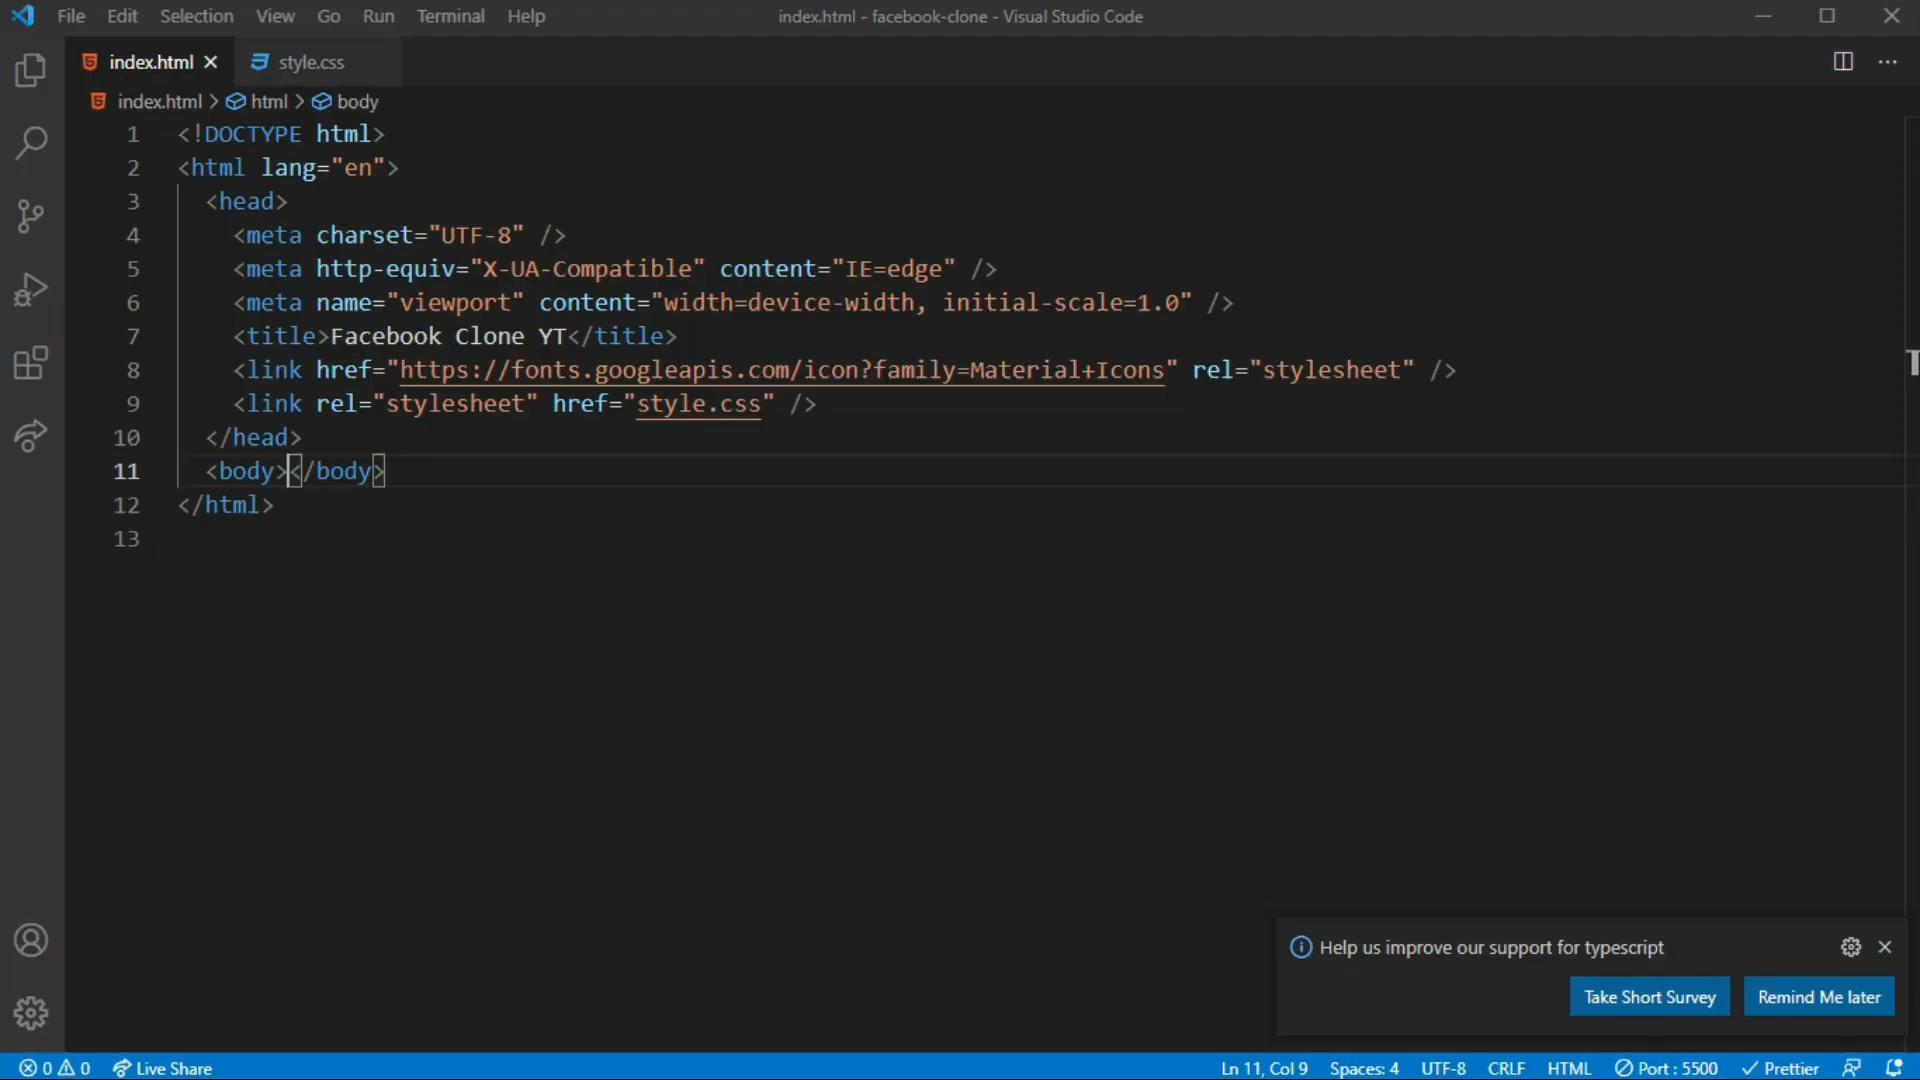 File Edit Selection View Go Run Terminal Help
index.html - facebook-clone - Visual Studio Code
index.html style.css
index.html > html > body
1 <!DOCTYPE html>
2 <html lang="en">
3 <head>
4 <meta charset="UTF-8" />
5 <meta http-equiv="X-UA-Compatible" content="IE=edge" />
6 <meta name="viewport" content="width=device-width, initial-scale=1.0" />
7 <title>Facebook Clone YT</title>
8 <link href="https://fonts.googleapis.com/icon?family=Material+Icons" rel="stylesheet" />
9 <link rel="stylesheet" href="style.css" />
10 </head>
11 <body></body>
12 </html>
13
Help us improve our support for typescript
Take Short Survey Remind Me later
0 0 Live Share Ln 11, Col 9 Spaces: 4 UTF-8 CRLF HTML Port : 5500 Prettier